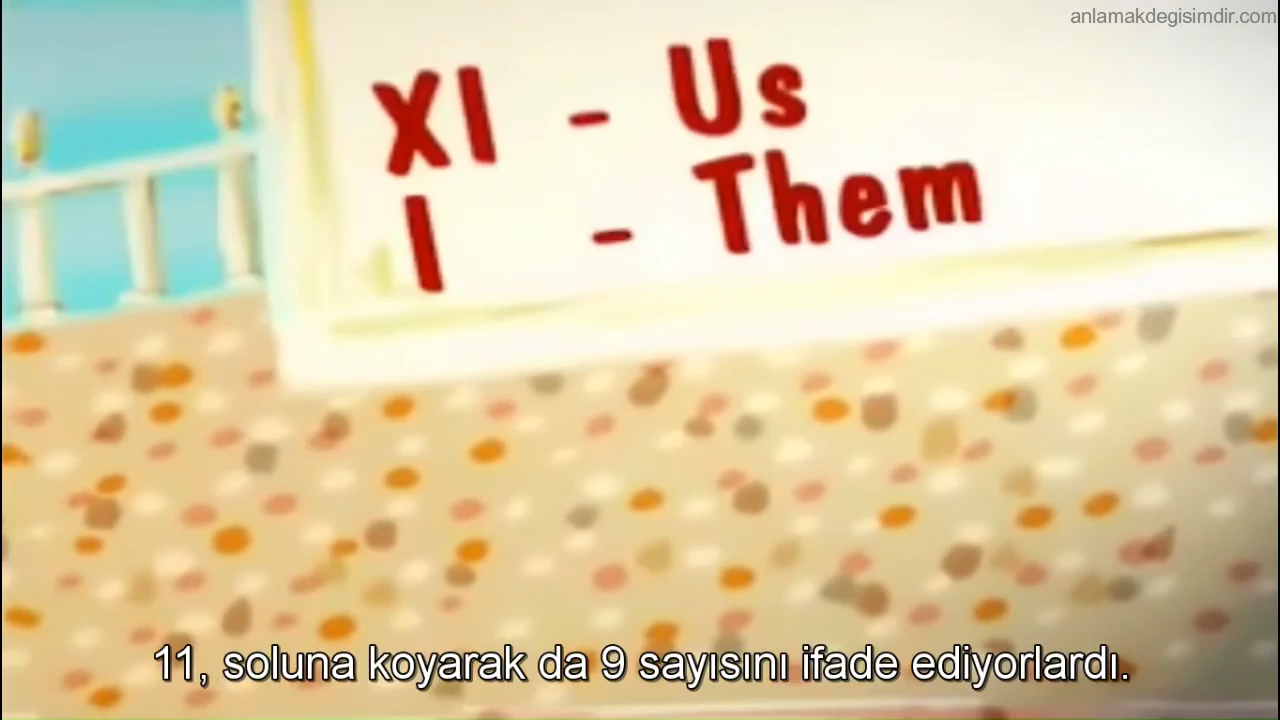 anlamakdegisimdir.com
XI - Us
I - Them
11, soluna koyarak da 9 sayısını ifade ediyorlardı.